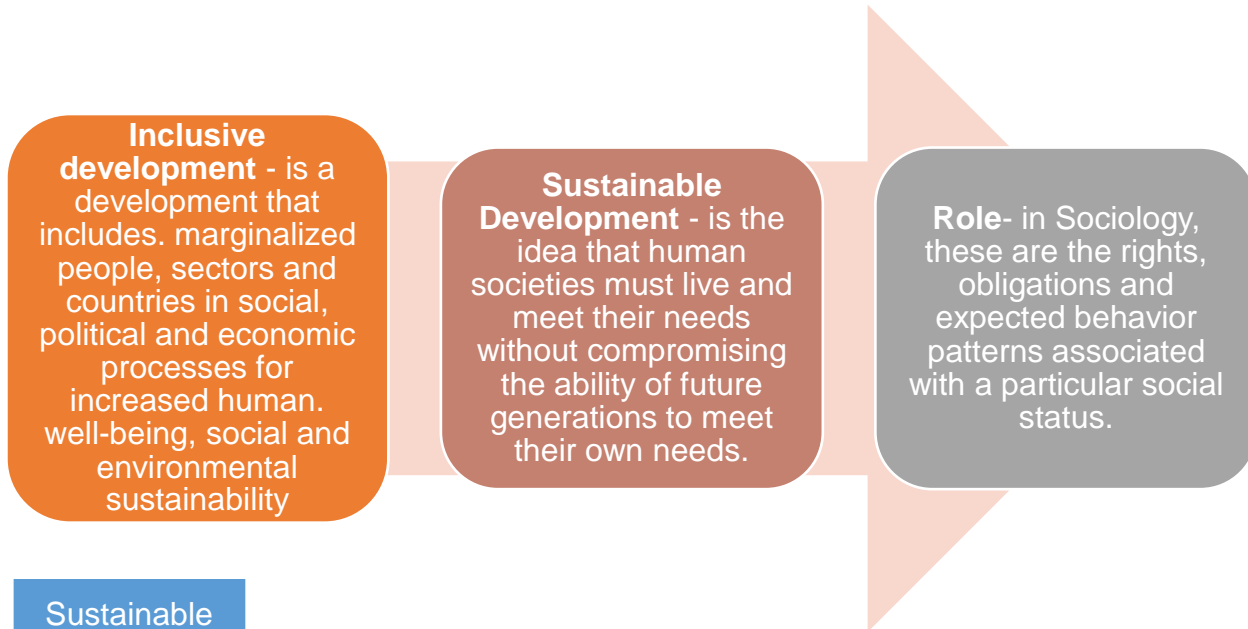 Inclusive
development - is a
development that
includes. marginalized
people, sectors and
countries in social,
political and economic
processes for
increased human.
well-being, social and
environmental
sustainability
Sustainable
Development - is the
idea that human
societies must live and
meet their needs
without compromising
the ability of future
generations to meet
their own needs.
Role- in Sociology,
these are the rights,
obligations and
expected behavior
patterns associated
with a particular social
status.
Sustainable